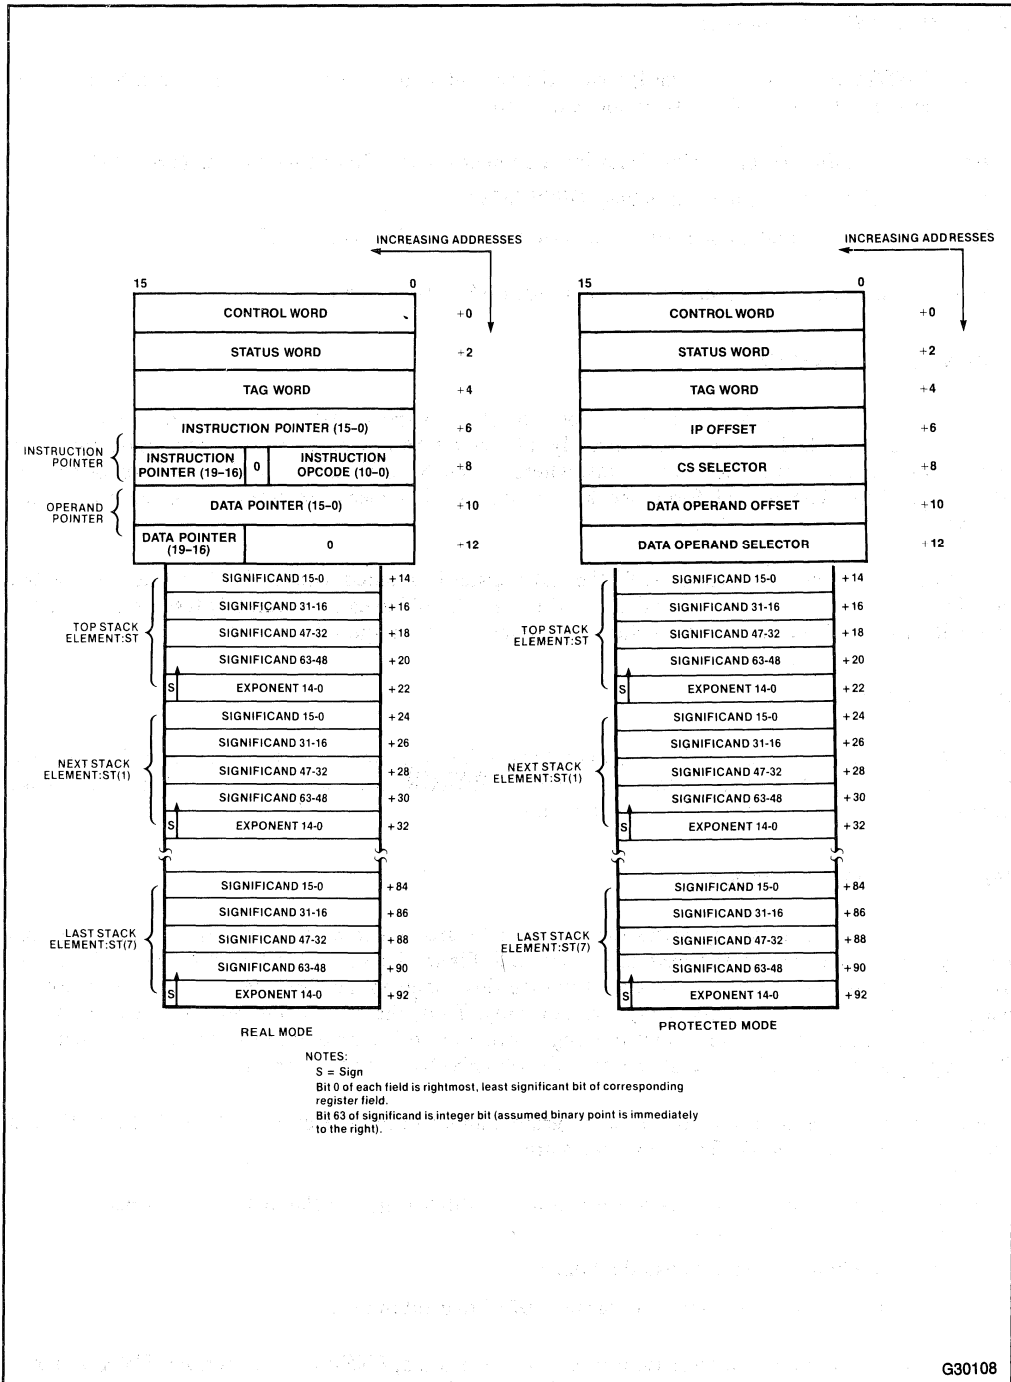 INCREASING ADDRESSES
15 0
CONTROL WORD +0
STATUS WORD +2
TAG WORD +4
INSTRUCTION POINTER (15-0) +6
INSTRUCTION
POINTER
INSTRUCTION
POINTER (19-16)
0
INSTRUCTION
OPCODE (10-0)
+8
OPERAND
POINTER
DATA POINTER (15-0) +10
DATA POINTER
(19-16)
0
+12
TOP STACK
ELEMENT:ST
SIGNIFICAND 15-0 +14
SIGNIFICAND 31-16 +16
SIGNIFICAND 47-32 +18
SIGNIFICAND 63-48 +20
S EXPONENT 14-0 +22
NEXT STACK
ELEMENT:ST(1)
SIGNIFICAND 15-0 +24
SIGNIFICAND 31-16 +26
SIGNIFICAND 47-32 +28
SIGNIFICAND 63-48 +30
S EXPONENT 14-0 +32
LAST STACK
ELEMENT:ST(7)
SIGNIFICAND 15-0 +84
SIGNIFICAND 31-16 +86
SIGNIFICAND 47-32 +88
SIGNIFICAND 63-48 +90
S EXPONENT 14-0 +92
REAL MODE
INCREASING ADDRESSES
15 0
CONTROL WORD +0
STATUS WORD +2
TAG WORD +4
IP OFFSET +6
CS SELECTOR +8
DATA OPERAND OFFSET +10
DATA OPERAND SELECTOR +12
TOP STACK
ELEMENT:ST
SIGNIFICAND 15-0 +14
SIGNIFICAND 31-16 +16
SIGNIFICAND 47-32 +18
SIGNIFICAND 63-48 +20
S EXPONENT 14-0 +22
NEXT STACK
ELEMENT:ST(1)
SIGNIFICAND 15-0 +24
SIGNIFICAND 31-16 +26
SIGNIFICAND 47-32 +28
SIGNIFICAND 63-48 +30
S EXPONENT 14-0 +32
LAST STACK
ELEMENT:ST(7)
SIGNIFICAND 15-0 +84
SIGNIFICAND 31-16 +86
SIGNIFICAND 47-32 +88
SIGNIFICAND 63-48 +90
S EXPONENT 14-0 +92
PROTECTED MODE
NOTES:
S = Sign
Bit 0 of each field is rightmost, least significant bit of corresponding
register field.
Bit 63 of significand is integer bit (assumed binary point is immediately
to the right).
G30108